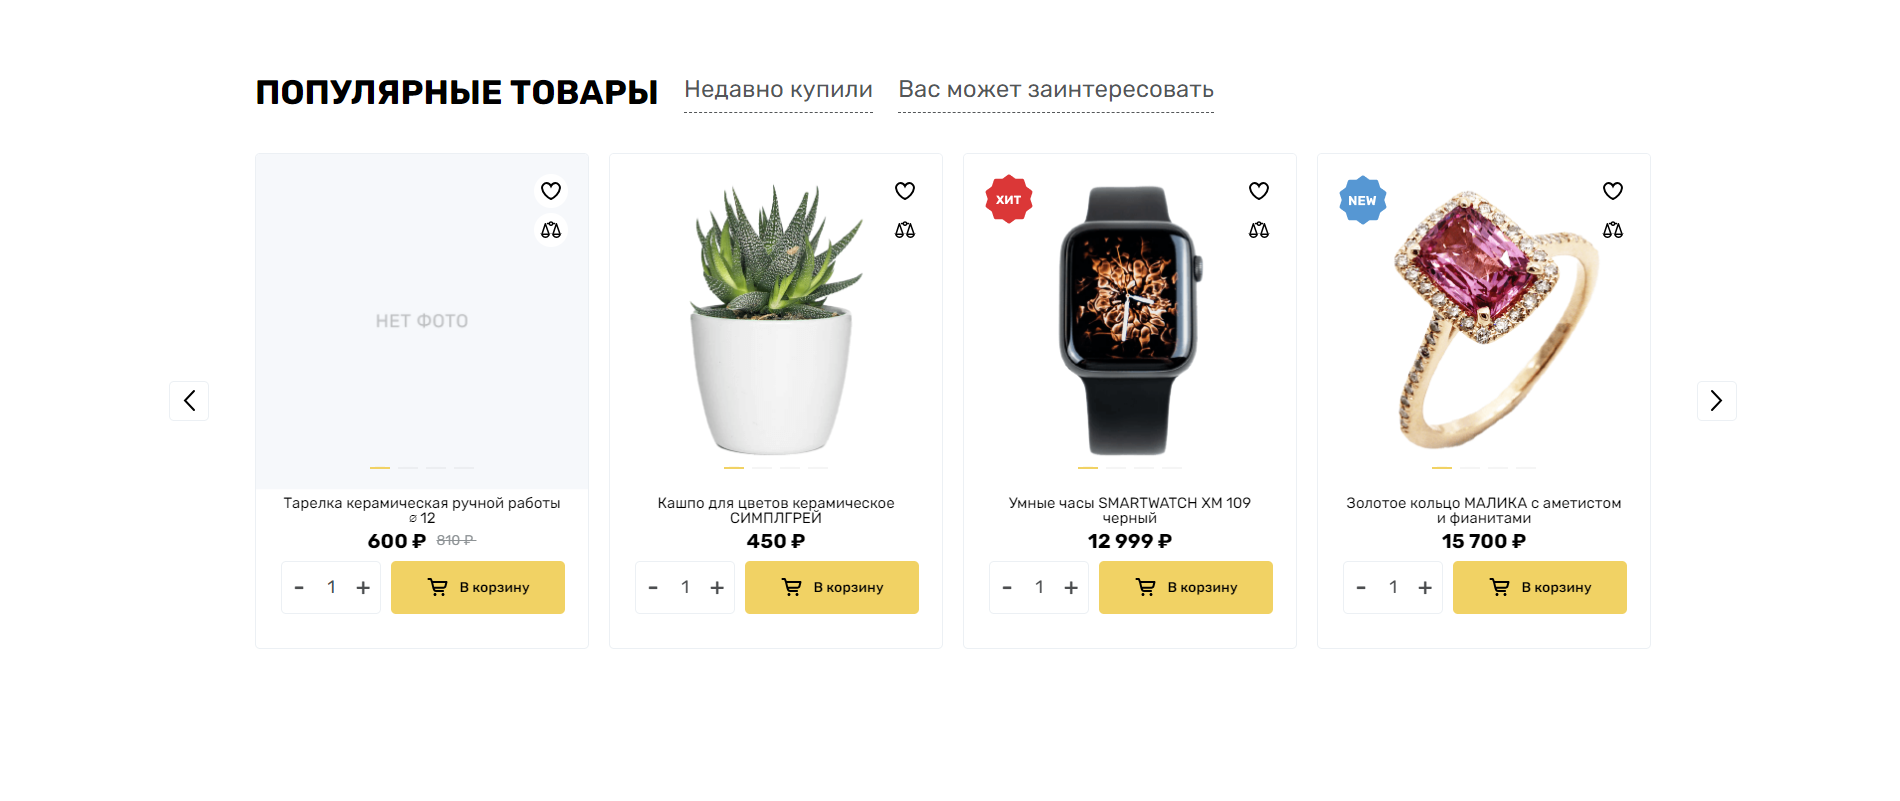 ПОПУЛЯРНЫЕ ТОВАРЫ Недавно купили Вас может заинтересовать
НЕТ ФОТО
Тарелка керамическая ручной работы
⌀ 12
600 ₽ 810 ₽
- 1 + В корзину
Кашпо для цветов керамическое
СИМПЛГРЕЙ
450 ₽
- 1 + В корзину
ХИТ
Умные часы SMARTWATCH XM 109
черный
12 999 ₽
- 1 + В корзину
NEW
Золотое кольцо МАЛИКА с аметистом
и фианитами
15 700 ₽
- 1 + В корзину